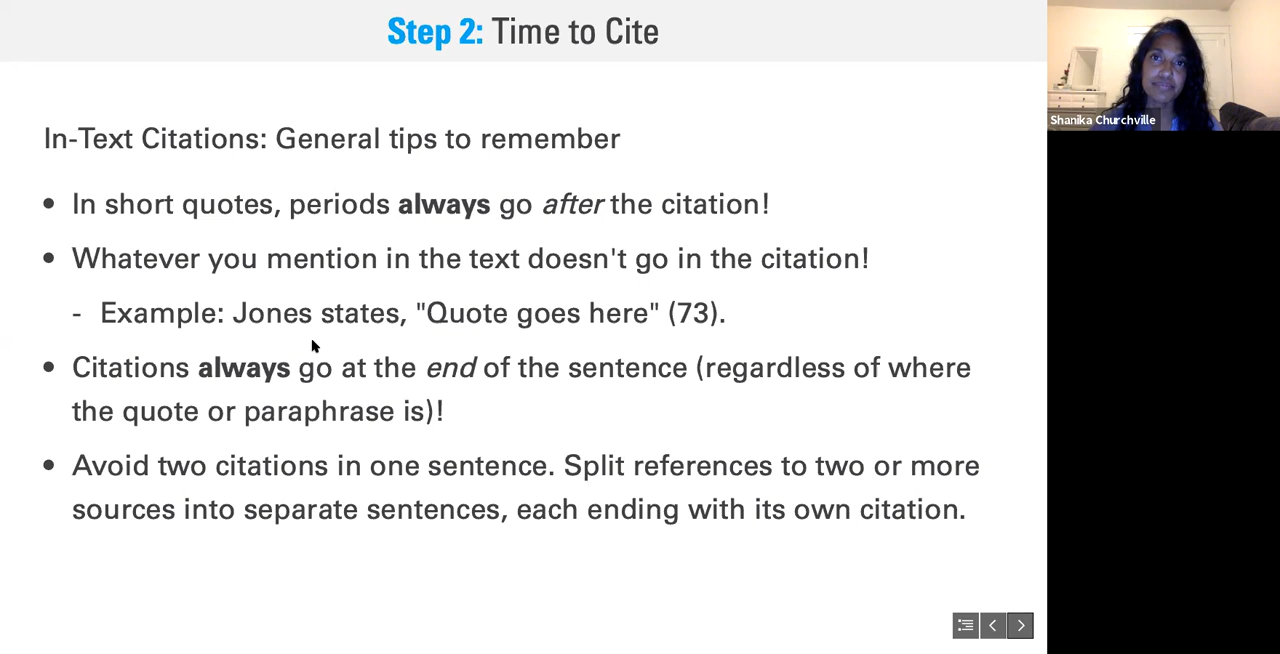 Step 2: Time to Cite
Shanika Churchville
In-Text Citations: General tips to remember
• In short quotes, periods always go after the citation!
• Whatever you mention in the text doesn't go in the citation!
- Example: Jones states, "Quote goes here" (73).
• Citations always go at the end of the sentence (regardless of where
the quote or paraphrase is)!
• Avoid two citations in one sentence. Split references to two or more
sources into separate sentences, each ending with its own citation.